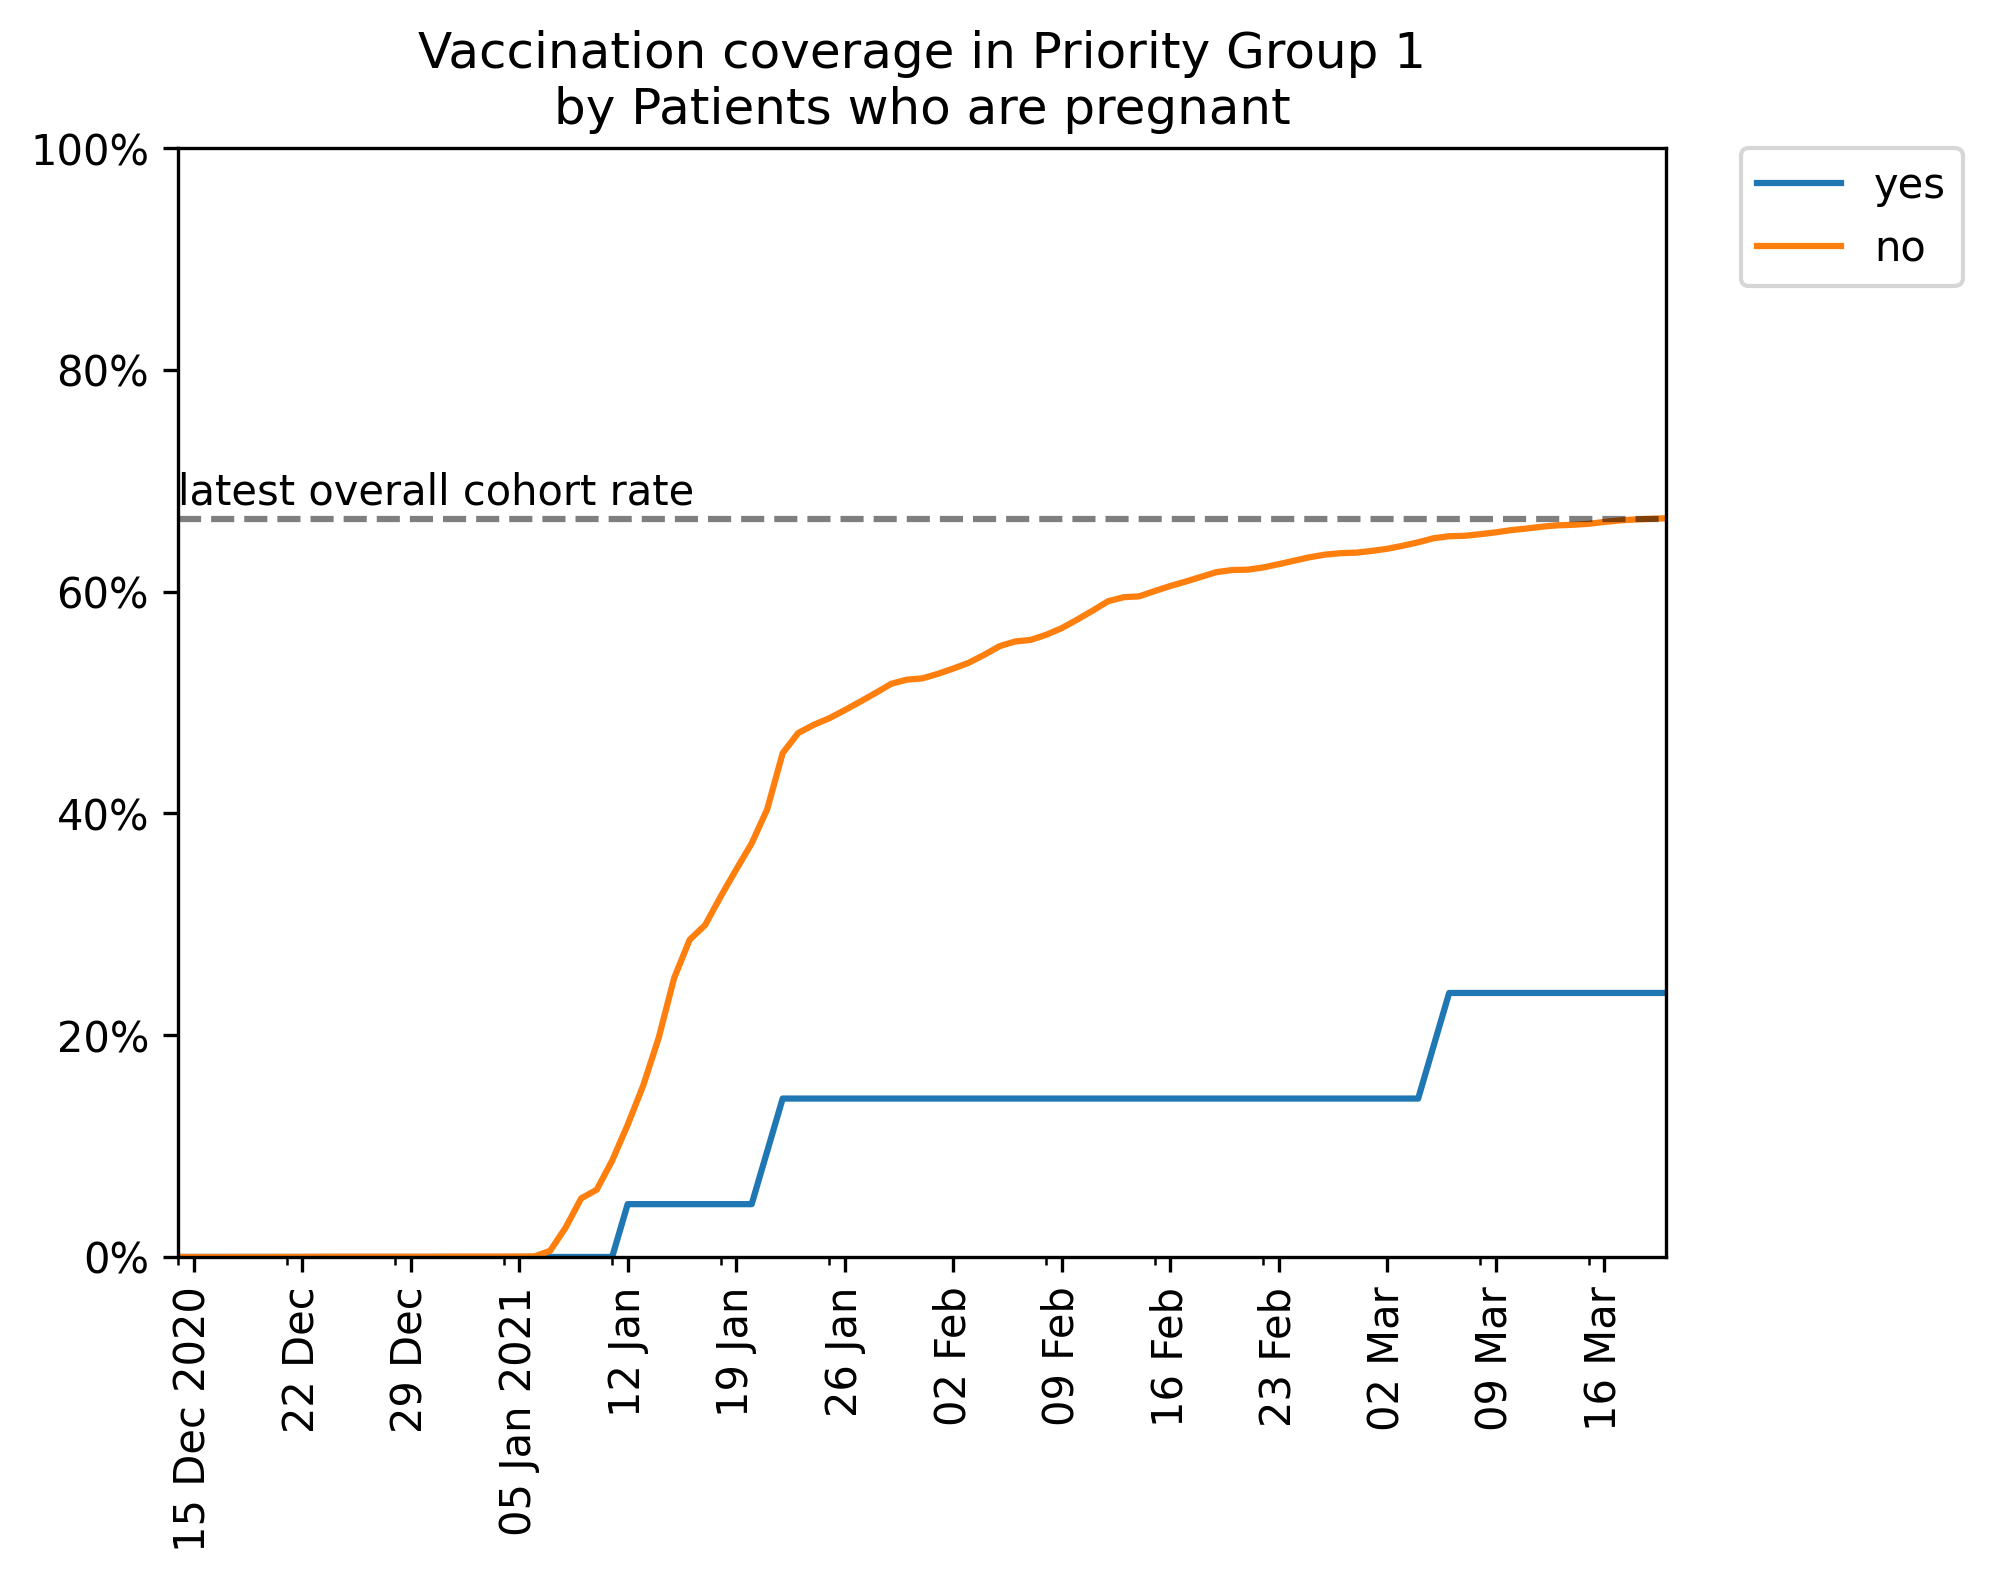 Vaccination coverage in Priority Group 1
by Patients who are pregnant
100%
80%
60%
40%
20%
0%
latest overall cohort rate
yes
no
15 Dec 2020
22 Dec
29 Dec
05 Jan 2021
12 Jan
19 Jan
26 Jan
02 Feb
09 Feb
16 Feb
23 Feb
02 Mar
09 Mar
16 Mar